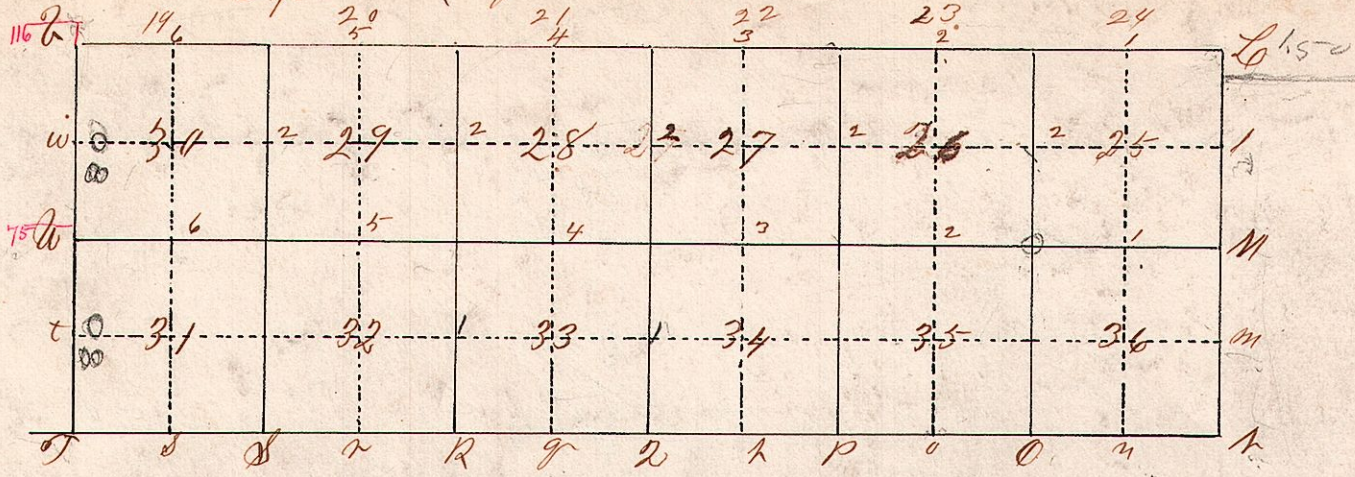 19 20 21 22 23 24
116 V 6 5 4 3 2 1 L 150
w 80 30 2 29 2 28 2 27 2 26 2 25 l
75 U 6 5 4 3 2 1 M
t 80 31 32 1 33 1 34 35 36 m
T s S r R q Q p P o O n N